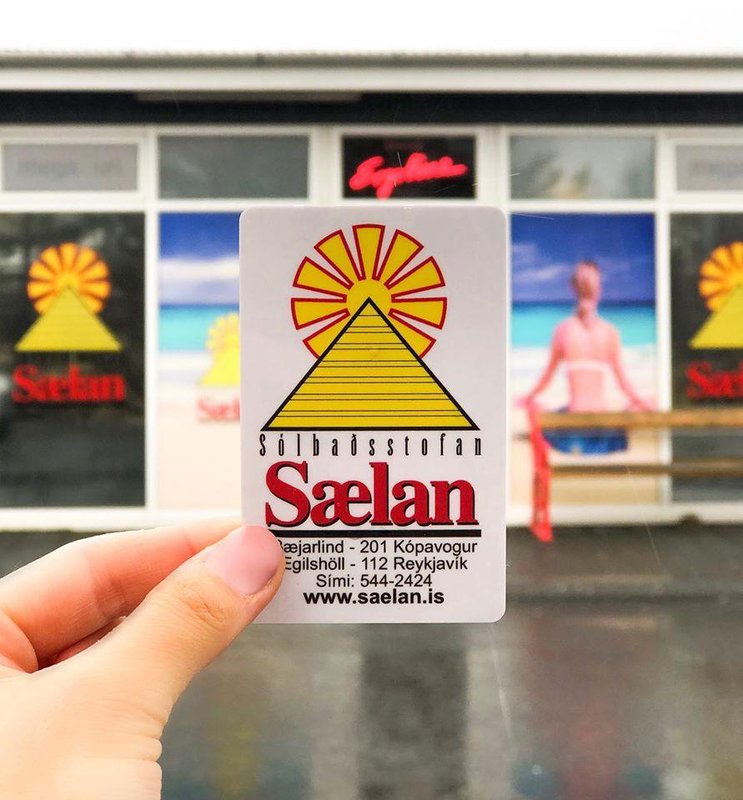 Sælan
Sólbaðsstofan
Sælan
Bæjarlind - 201 Kópavogur
Egilshöll - 112 Reykjavík
Sími: 544-2424
www.saelan.is